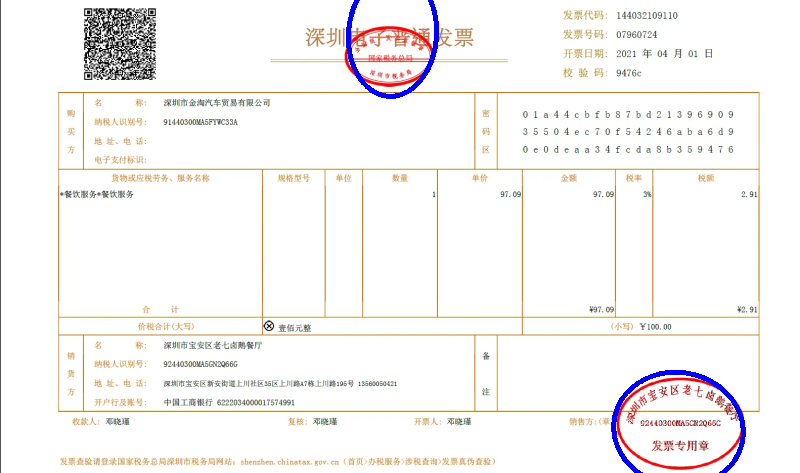 深圳电子普通发票
国家税务总局
深圳市税务局
发票代码: 144032109110
发票号码: 07960724
开票日期: 2021 年 04 月 01 日
校 验 码: 9476c
购买方
名 称: 深圳市金淘汽车贸易有限公司
纳税人识别号: 91440300MA5FYWC33A
地 址、电 话:
电子支付标识:
密码区
01a44cbfb87bd21396909
35504ec70f54246aba6d9
0e0deaa34fcda8b359476
货物或应税劳务、服务名称 规格型号 单位 数量 单价 金额 税率 税额
*餐饮服务*餐饮服务 1 97.09 97.09 3% 2.91
合 计 ¥97.09 ¥2.91
价税合计(大写) ⊗ 壹佰元整 (小写) ¥100.00
销货方
名 称: 深圳市宝安区老七卤鹅餐厅
纳税人识别号: 92440300MA5GN2Q66G
地 址、电 话: 深圳市宝安区新安街道上川社区35区上川路A7栋上川路195号 13560050421
开户行及账号: 中国工商银行 6222034000017574991
备注
收款人: 邓晓瑾 复核: 邓晓瑾 开票人: 邓晓瑾 销售方:(章
深圳市宝安区老七卤鹅餐厅
92440300MA5GN2Q66G
发票专用章
发票查验请登录国家税务总局深圳市税务局网站: shenzhen.chinatax.gov.cn (首页>办税服务>涉税查询>发票真伪查验)